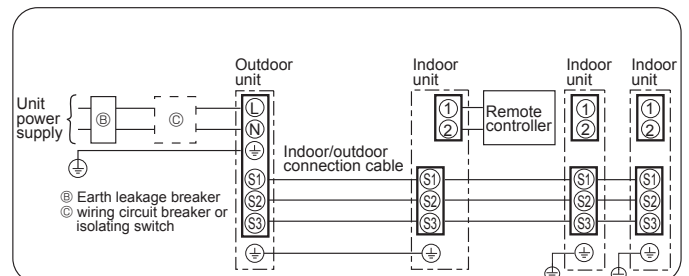 Outdoor
unit
Indoor
unit
Indoor
unit
Indoor
unit
Unit
power
supply
Ⓑ
Ⓒ
L
N
1
2
Remote
controller
1
2
1
2
Indoor/outdoor
connection cable
S1
S2
S3
S1
S2
S3
S1
S2
S3
S1
S2
S3
Ⓑ Earth leakage breaker
Ⓒ wiring circuit breaker or
isolating switch